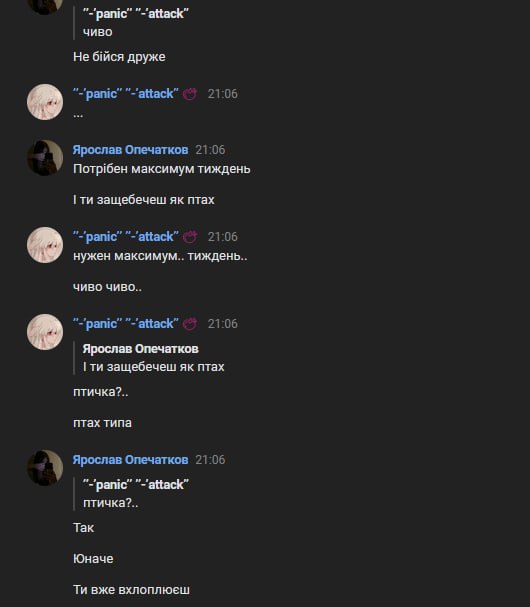 ”-’panic” ”-’attack”
чиво
Не бійся друже
”-’panic” ”-’attack” 21:06
...
Ярослав Опечатков 21:06
Потрібен максимум тиждень
І ти защебечеш як птах
”-’panic” ”-’attack” 21:06
нужен максимум.. тиждень..
чиво чиво..
”-’panic” ”-’attack” 21:06
Ярослав Опечатков
І ти защебечеш як птах
птичка?..
птах типа
Ярослав Опечатков 21:06
”-’panic” ”-’attack”
птичка?..
Так
Юначе
Ти вже вхлоплюєш